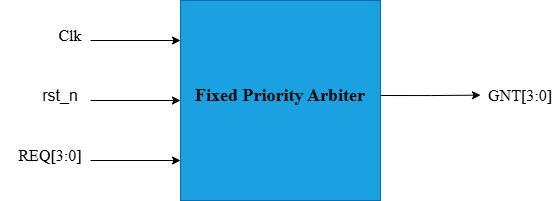 Clk
rst_n
Fixed Priority Arbiter
GNT[3:0]
REQ[3:0]